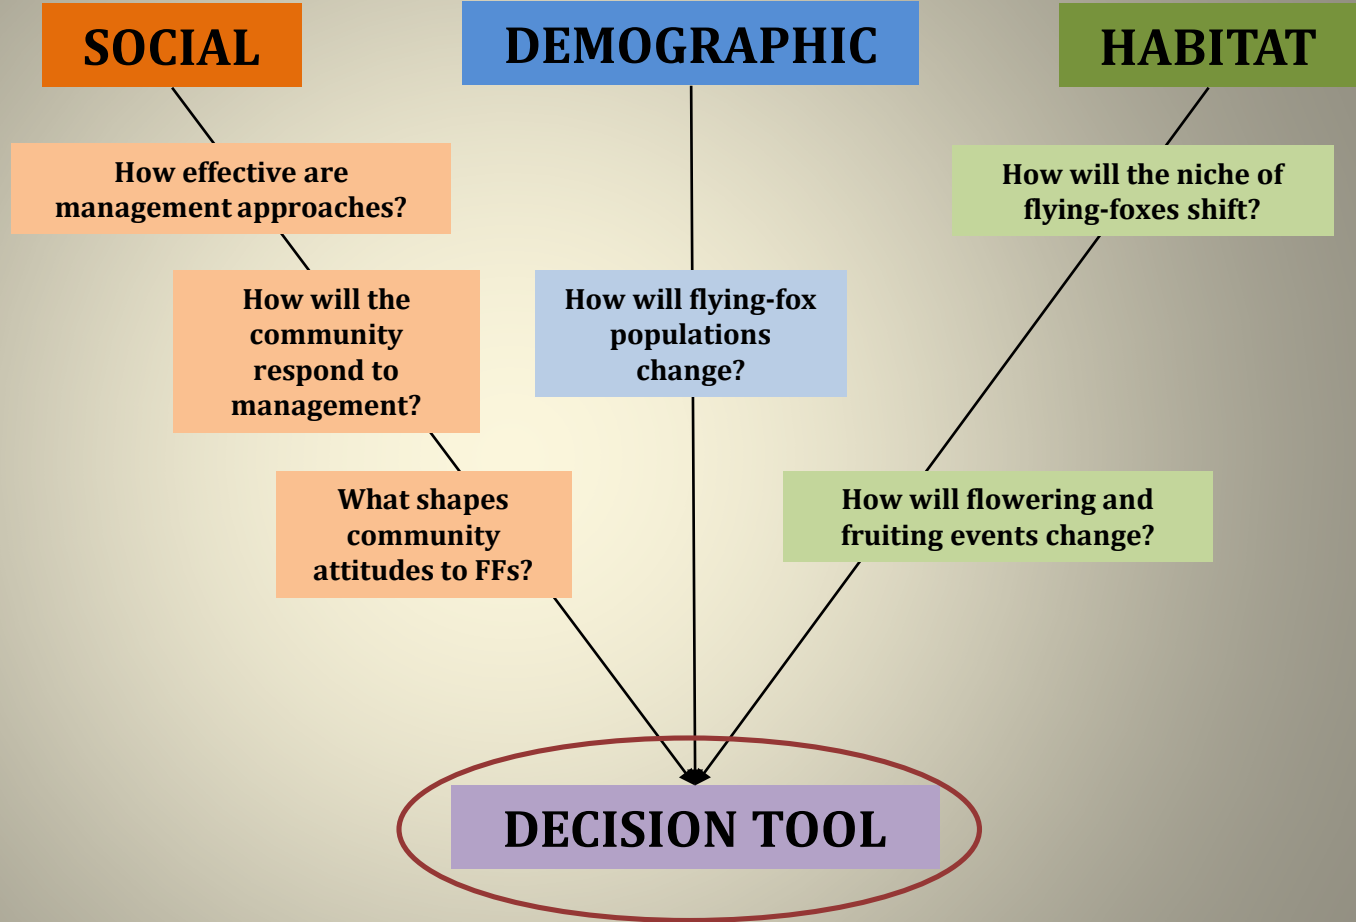 SOCIAL
DEMOGRAPHIC
HABITAT
How effective are
management approaches?
How will the niche of
flying-foxes shift?
How will the
community
respond to
management?
How will flying-fox
populations
change?
What shapes
community
attitudes to FFs?
How will flowering and
fruiting events change?
DECISION TOOL